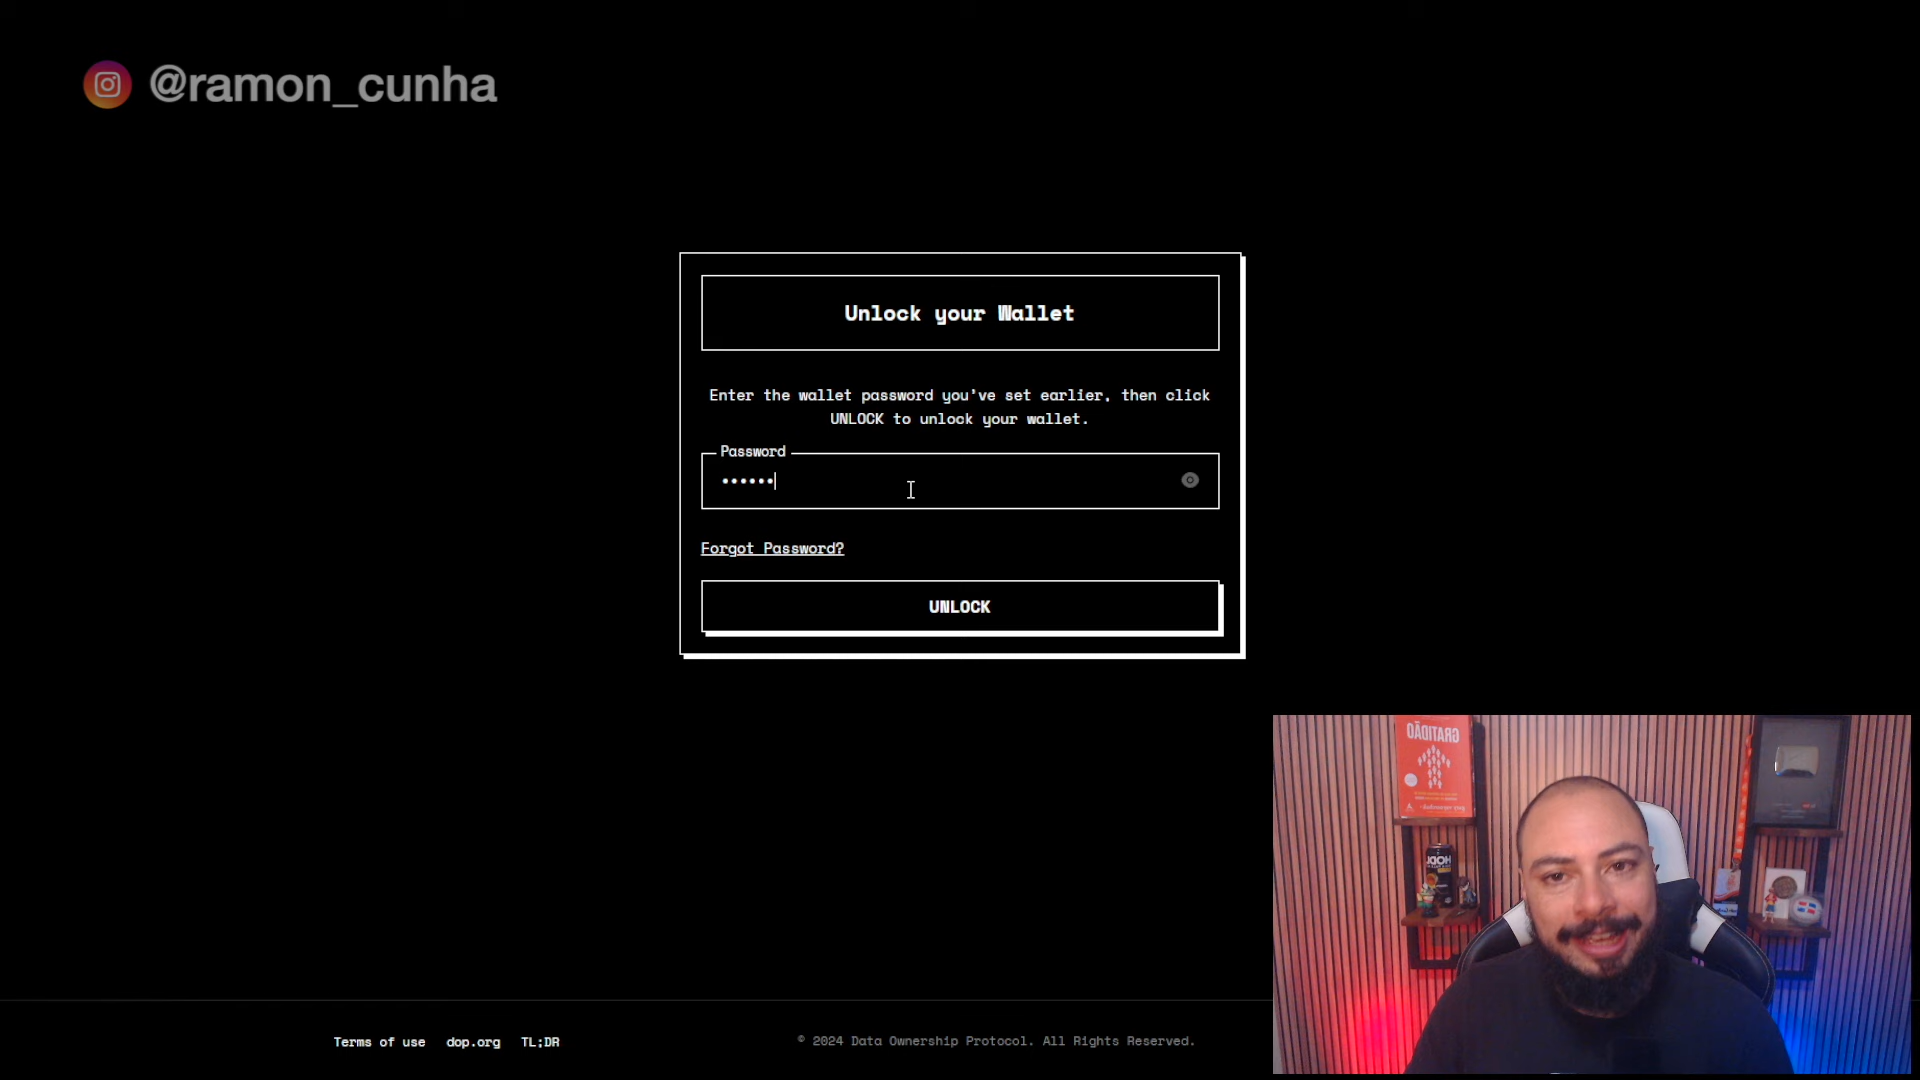 @ramon_cunha
Unlock your Wallet
Enter the wallet password you've set earlier, then click
UNLOCK to unlock your wallet.
Password
••••••
Forgot Password?
UNLOCK
Terms of use dop.org TL;DR
© 2024 Data Ownership Protocol. All Rights Reserved.
GRATIDÃO
HODL